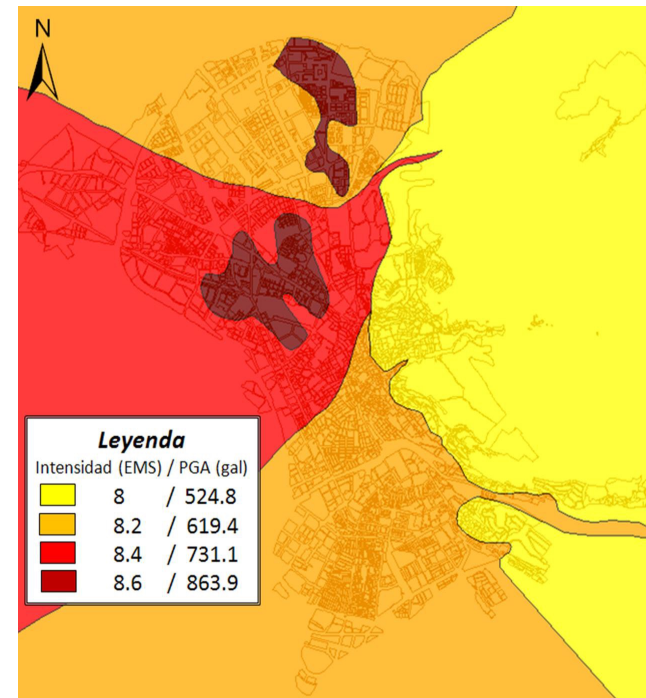 N
Leyenda
Intensidad (EMS) / PGA (gal)
8 / 524.8
8.2 / 619.4
8.4 / 731.1
8.6 / 863.9